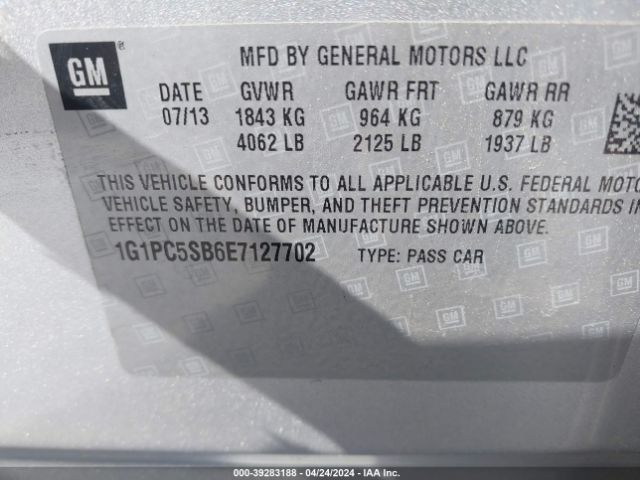 GM
MFD BY GENERAL MOTORS LLC
DATE GVWR GAWR FRT GAWR RR
07/13 1843 KG 964 KG 879 KG
4062 LB 2125 LB 1937 LB
THIS VEHICLE CONFORMS TO ALL APPLICABLE U.S. FEDERAL MOTO
VEHICLE SAFETY, BUMPER, AND THEFT PREVENTION STANDARDS IN
EFFECT ON THE DATE OF MANUFACTURE SHOWN ABOVE.
1G1PC5SB6E7127702 TYPE: PASS CAR
000-39283188 - 04/24/2024 - IAA Inc.